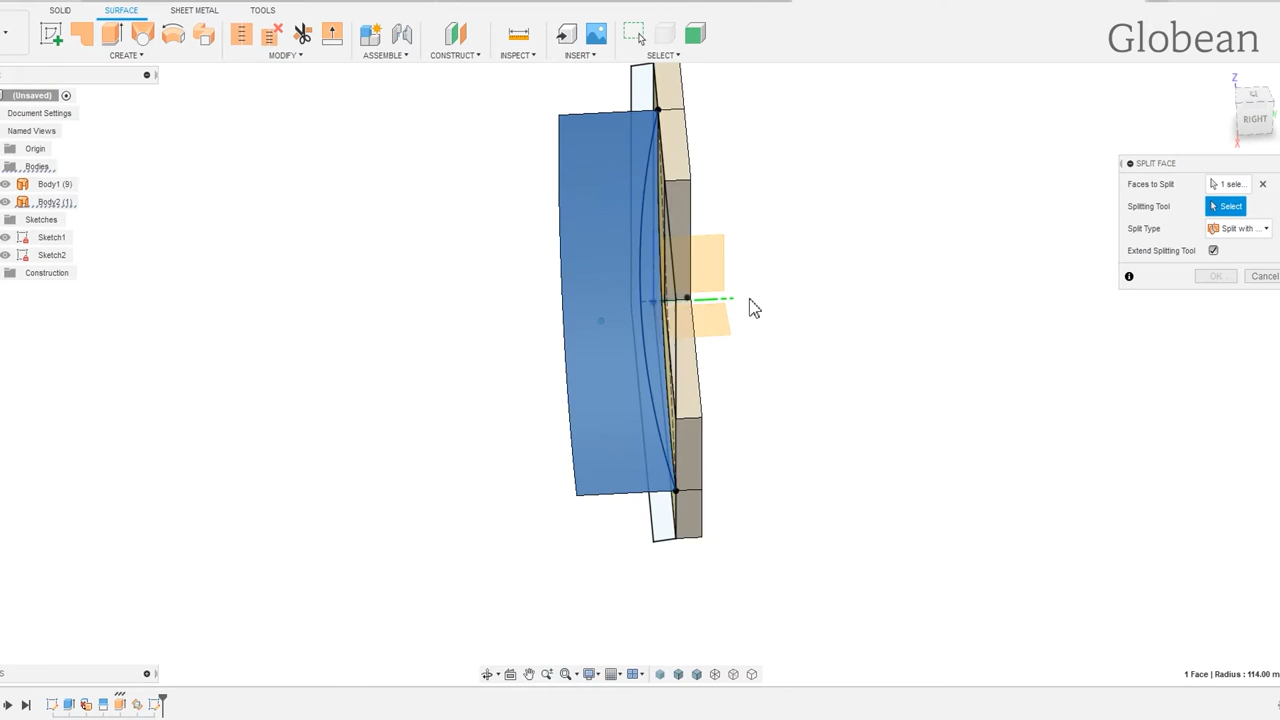 SOLID SURFACE SHEET METAL TOOLS
CREATE MODIFY ASSEMBLE CONSTRUCT INSPECT INSERT SELECT
Globean
(Unsaved)
Document Settings
Named Views
Origin
Bodies
Body1 (9)
Body2 (1)
Sketches
Sketch1
Sketch2
Construction
Z
RIGHT
X
SPLIT FACE
Faces to Split 1 sele...
Splitting Tool Select
Split Type Split with ...
Extend Splitting Tool
OK Cancel
S
1 Face | Radius : 114.00 m